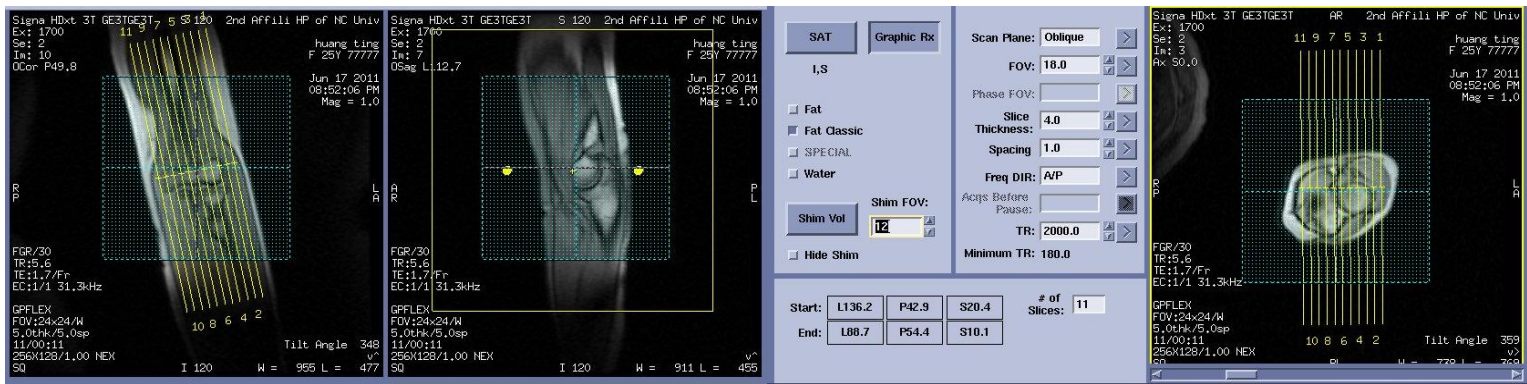 Signa HDxt 3T GE3TGE3T S 120 2nd Affili HP of NC Univ
Ex: 1700
Se: 2
Im: 10
OCor P49.8
huang ting
F 25Y 77777
Jun 17 2011
08:52:06 PM
Mag = 1.0
11 9 7 5 3 1
R
P
L
A
FGR/30
TR:5.6
TE:1.7/Fr
EC:1/1 31.3kHz
GPFLEX
FOV:24x24/W
5.0thk/5.0sp
11/00:11
256X128/1.00 NEX
SQ
10 8 6 4 2
Tilt Angle 348
v^
I 120 W = 955 L = 477
Signa HDxt 3T GE3TGE3T S 120 2nd Affili HP of NC Univ
Ex: 1700
Se: 2
Im: 7
OSag L12.7
huang ting
F 25Y 77777
Jun 17 2011
08:52:06 PM
Mag = 1.0
A
R
P
L
FGR/30
TR:5.6
TE:1.7/Fr
EC:1/1 31.3kHz
GPFLEX
FOV:24x24/W
5.0thk/5.0sp
11/00:11
256X128/1.00 NEX
SQ
v^
I 120 W = 911 L = 455
SAT Graphic Rx
I,S
Fat
Fat Classic
SPECIAL
Water
Shim Vol
Shim FOV:
12
Hide Shim
Scan Plane: Oblique
FOV: 18.0
Phase FOV:
Slice Thickness: 4.0
Spacing 1.0
Freq DIR: A/P
Acqs Before Pause:
TR: 2000.0
Minimum TR: 180.0
Start: L136.2 P42.9 S20.4
# of Slices: 11
End: L88.7 P54.4 S10.1
Signa HDxt 3T GE3TGE3T AR 2nd Affili HP of NC Univ
Ex: 1700
Se: 2
Im: 3
Ax S0.0
huang ting
F 25Y 77777
Jun 17 2011
08:52:06 PM
Mag = 1.0
11 9 7 5 3 1
R
P
L
A
FGR/30
TR:5.6
TE:1.7/Fr
EC:1/1 31.3kHz
GPFLEX
FOV:24x24/W
5.0thk/5.0sp
11/00:11
256X128/1.00 NEX
10 8 6 4 2
Tilt Angle 359
v>